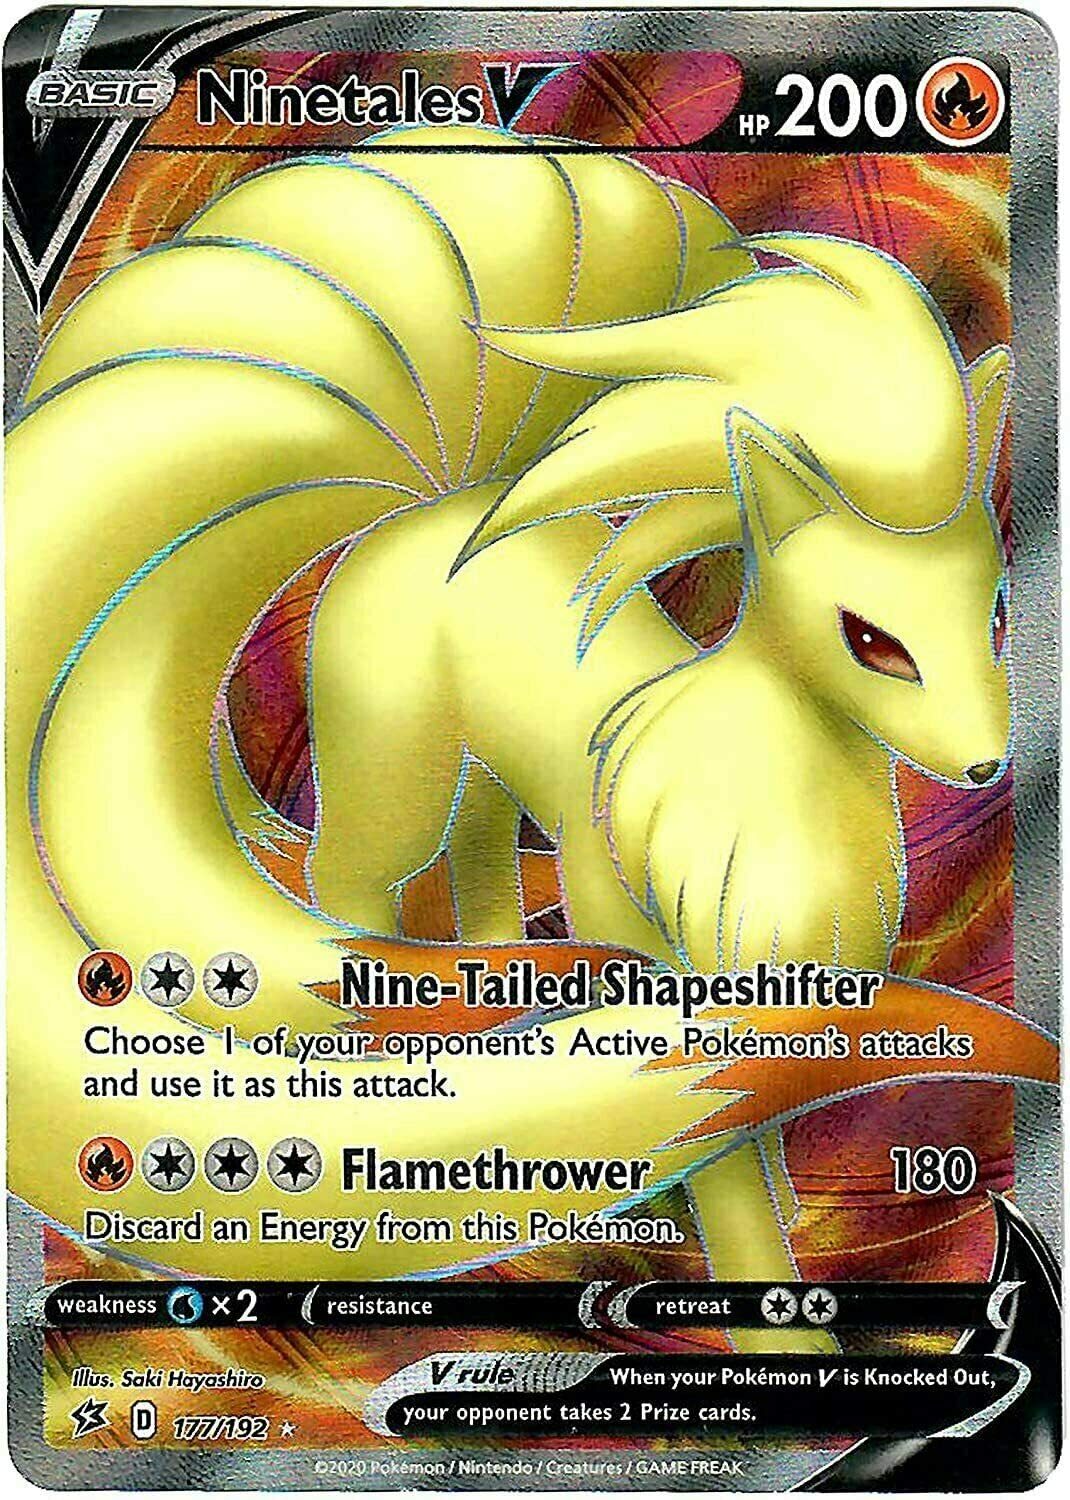 BASIC Ninetales V HP 200
Nine-Tailed Shapeshifter
Choose 1 of your opponent's Active Pokémon's attacks
and use it as this attack.
Flamethrower 180
Discard an Energy from this Pokémon.
weakness ×2 resistance retreat
Illus. Saki Hayashiro
V rule When your Pokémon V is Knocked Out,
your opponent takes 2 Prize cards.
D 177/192
©2020 Pokémon / Nintendo / Creatures / GAME FREAK